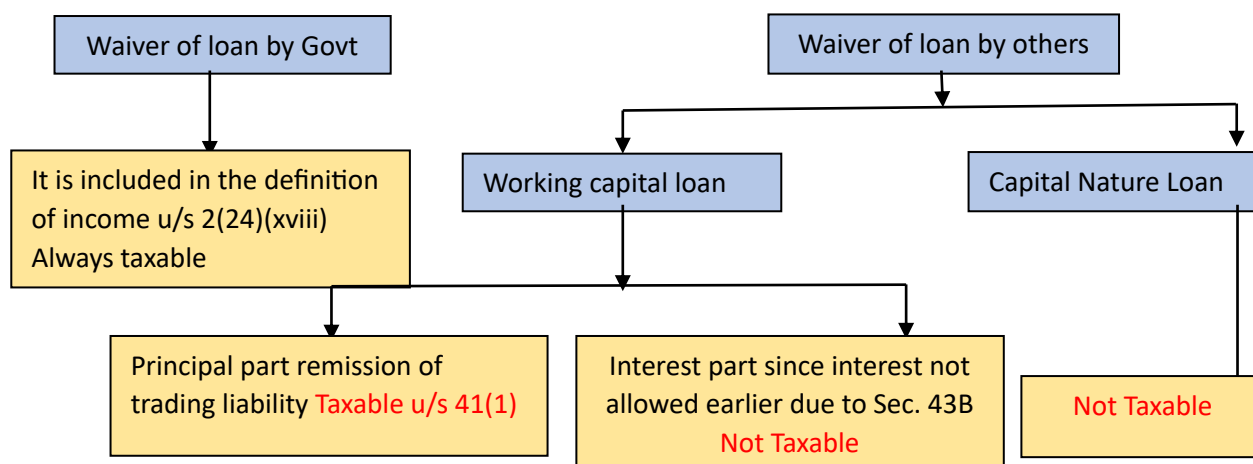 Waiver of loan by Govt
Waiver of loan by others
It is included in the definition
of income u/s 2(24)(xviii)
Always taxable
Working capital loan
Capital Nature Loan
Principal part remission of
trading liability Taxable u/s 41(1)
Interest part since interest not
allowed earlier due to Sec. 43B
Not Taxable
Not Taxable